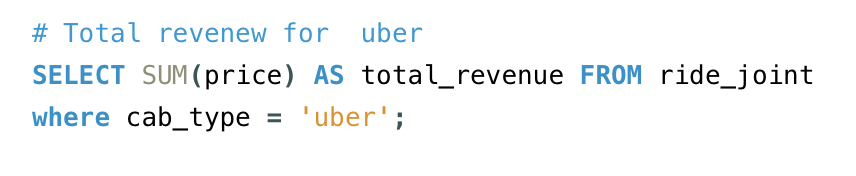 # Total revenew for  uber
SELECT SUM(price) AS total_revenue FROM ride_joint
where cab_type = 'uber';